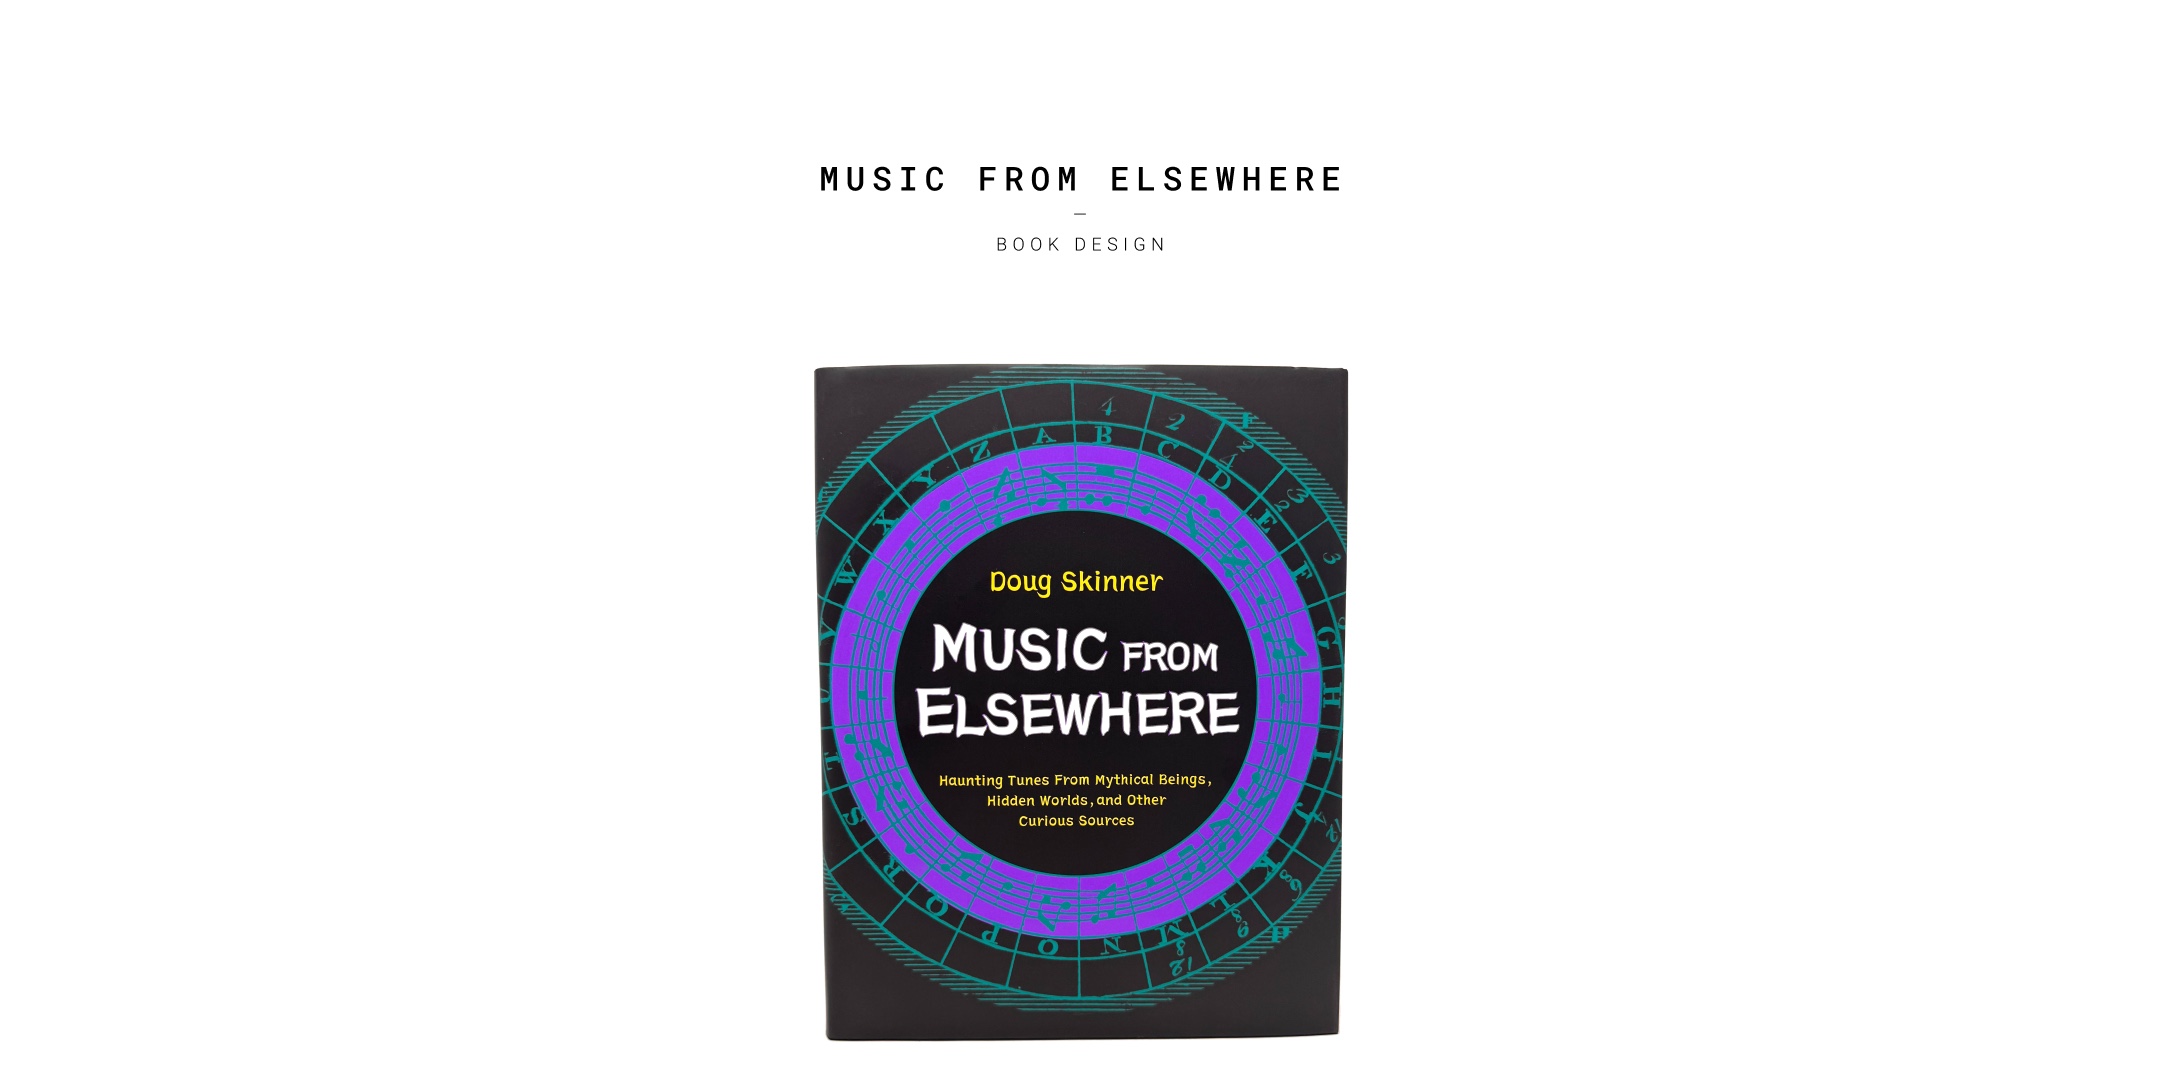 MUSIC FROM ELSEWHERE
—
BOOK DESIGN
Doug Skinner
MUSIC FROM
ELSEWHERE
Haunting Tunes From Mythical Beings,
Hidden Worlds, and Other
Curious Sources
A B C D E F G H I J K L M N O P Q R S T U V W X Y Z